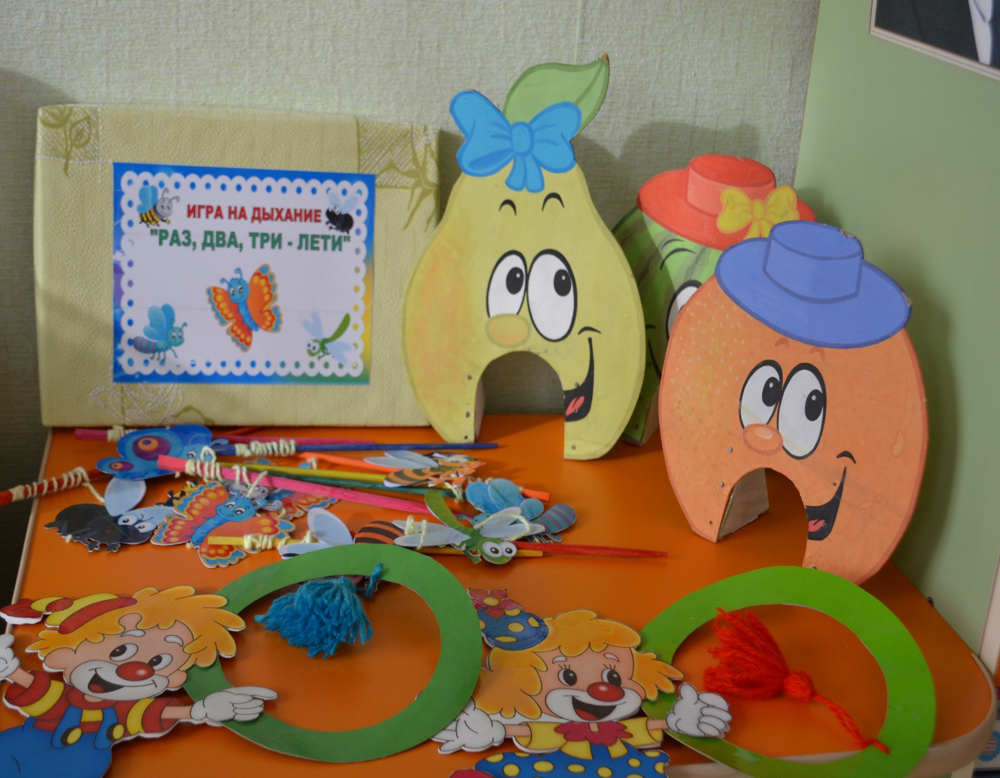 ИГРА НА ДЫХАНИЕ
"РАЗ, ДВА, ТРИ - ЛЕТИ"